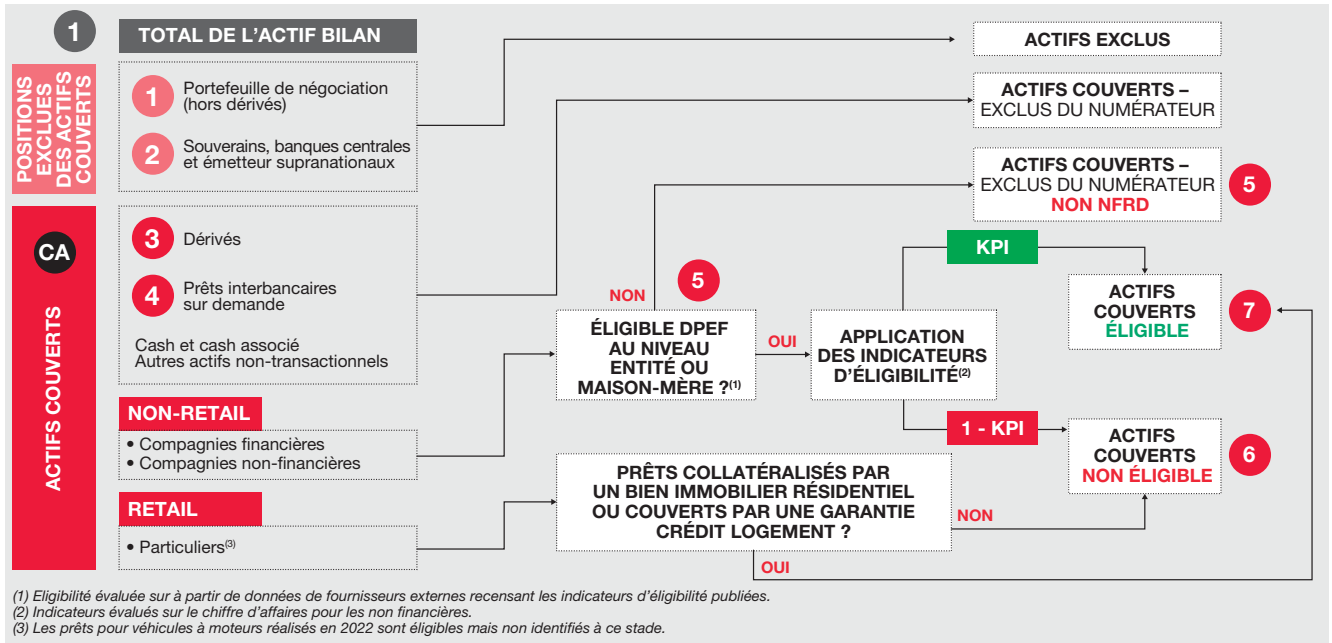 1
TOTAL DE L'ACTIF BILAN
ACTIFS EXCLUS
POSITIONS
EXCLUES
DES ACTIFS
COUVERTS
1
Portefeuille de négociation
(hors dérivés)
2
Souverains, banques centrales
et émetteur supranationaux
ACTIFS COUVERTS –
EXCLUS DU NUMÉRATEUR
ACTIFS COUVERTS –
EXCLUS DU NUMÉRATEUR
NON NFRD
5
CA
ACTIFS COUVERTS
3
Dérivés
4
Prêts interbancaires
sur demande
Cash et cash associé
Autres actifs non-transactionnels
NON
5
ÉLIGIBLE DPEF
AU NIVEAU
ENTITÉ OU
MAISON-MÈRE ?(1)
OUI
APPLICATION
DES INDICATEURS
D'ÉLIGIBILITÉ(2)
KPI
ACTIFS
COUVERTS
ÉLIGIBLE
7
1 - KPI
ACTIFS
COUVERTS
NON ÉLIGIBLE
6
NON-RETAIL
• Compagnies financières
• Compagnies non-financières
RETAIL
• Particuliers(3)
PRÊTS COLLATÉRALISÉS PAR
UN BIEN IMMOBILIER RÉSIDENTIEL
OU COUVERTS PAR UNE GARANTIE
CRÉDIT LOGEMENT ?
NON
OUI
(1) Eligibilité évaluée sur à partir de données de fournisseurs externes recensant les indicateurs d'éligibilité publiées.
(2) Indicateurs évalués sur le chiffre d'affaires pour les non financières.
(3) Les prêts pour véhicules à moteurs réalisés en 2022 sont éligibles mais non identifiés à ce stade.